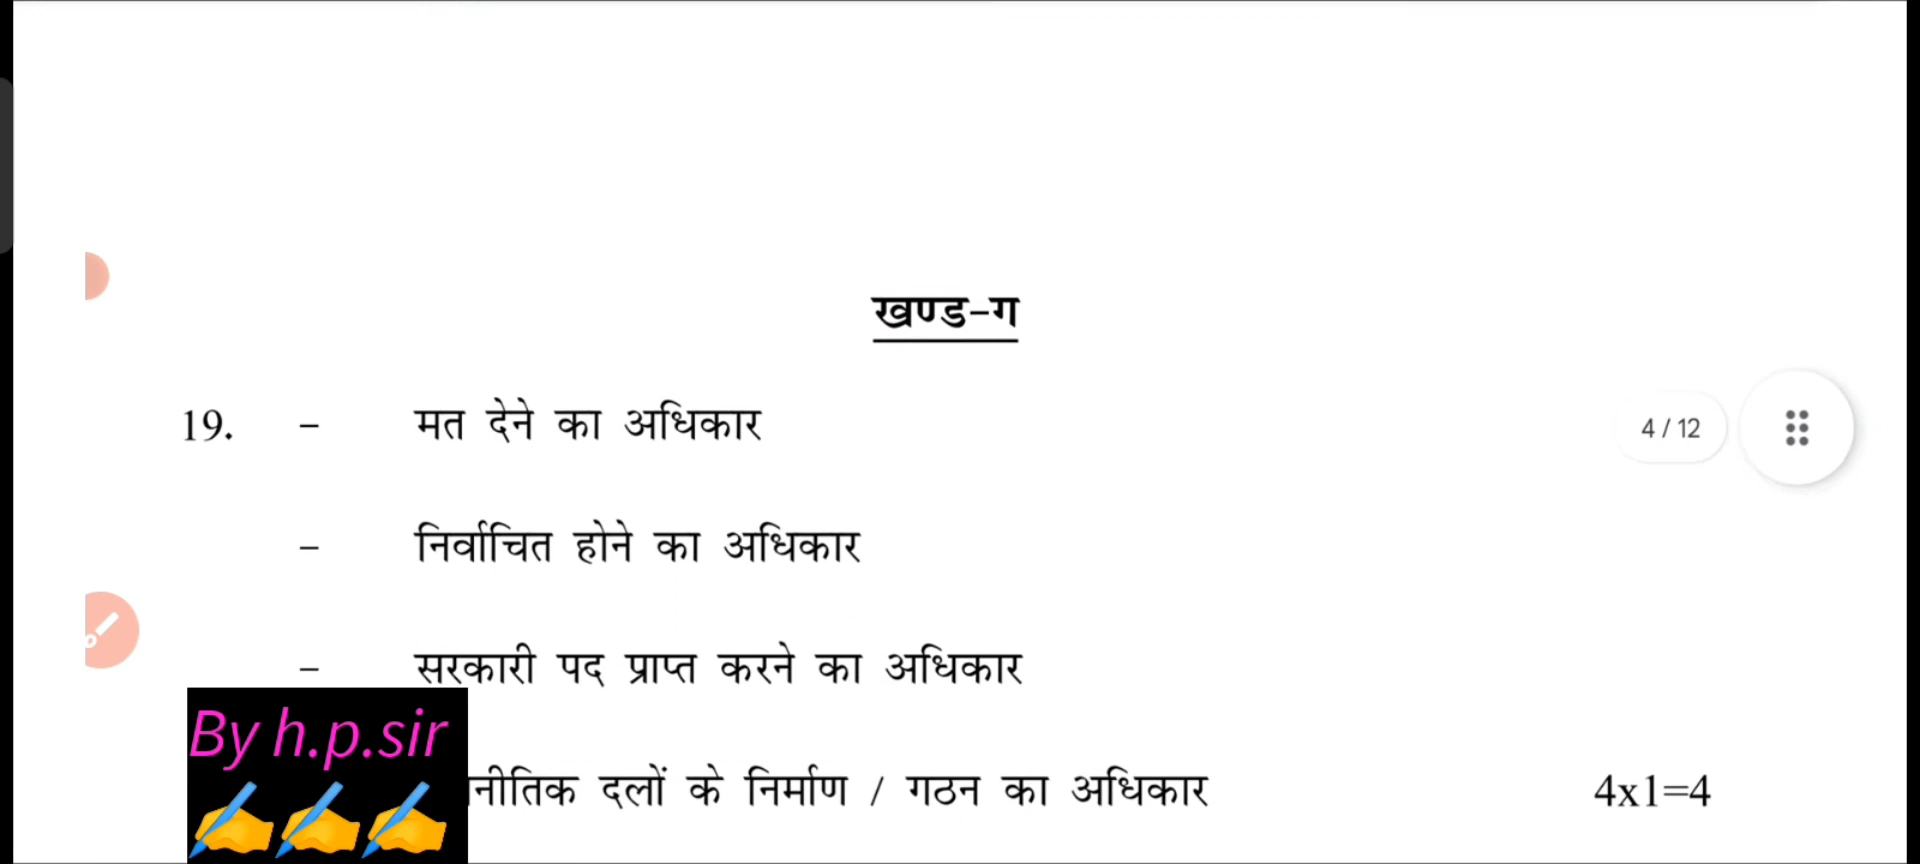 खण्ड-ग
19. - मत देने का अधिकार
4 / 12
- निर्वाचित होने का अधिकार
- सरकारी पद प्राप्त करने का अधिकार
By h.p.sir
दलों के निर्माण / गठन का अधिकार 4x1=4